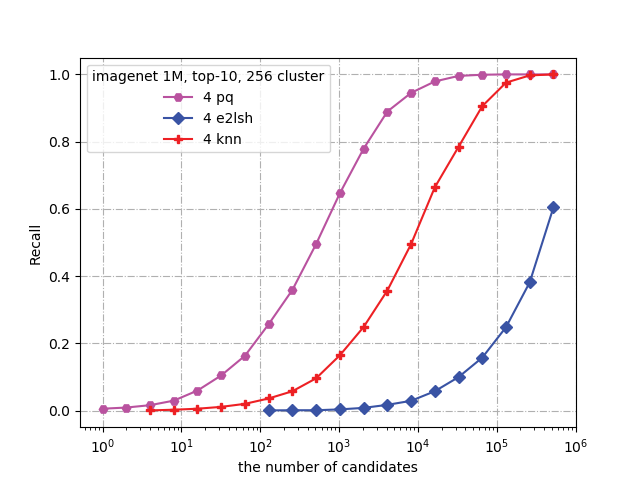 imagenet 1M, top-10, 256 cluster
4 pq
4 e2lsh
4 knn
1.0
0.8
0.6
0.4
0.2
0.0
Recall
10^0
10^1
10^2
10^3
10^4
10^5
10^6
the number of candidates